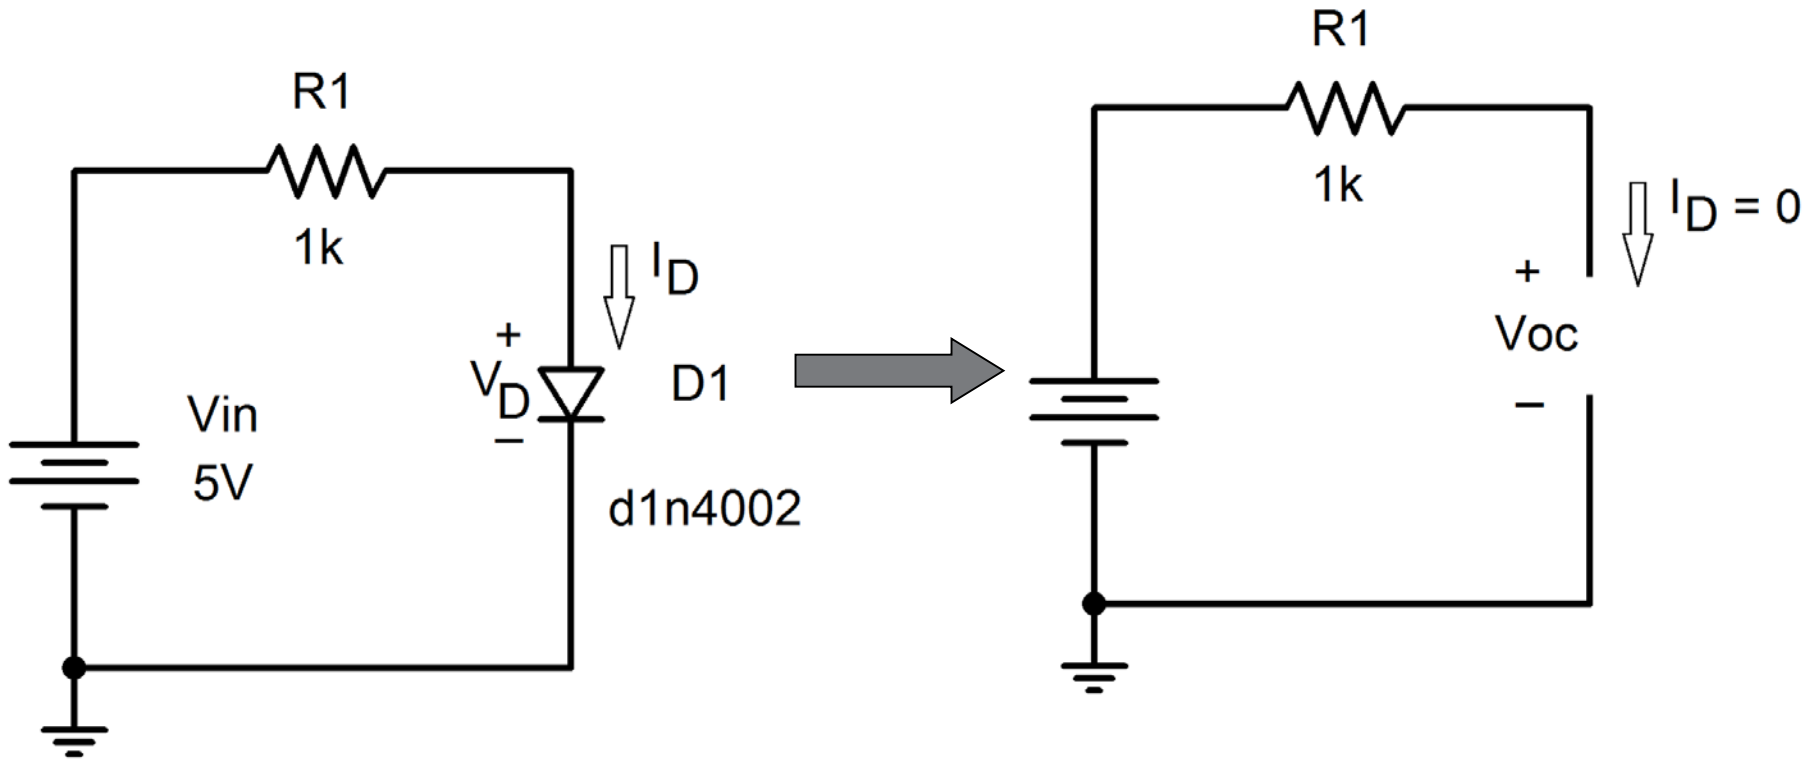 R1
1k
I_D
+
V_D
–
D1
Vin
5V
d1n4002
R1
1k
I_D = 0
+
Voc
–